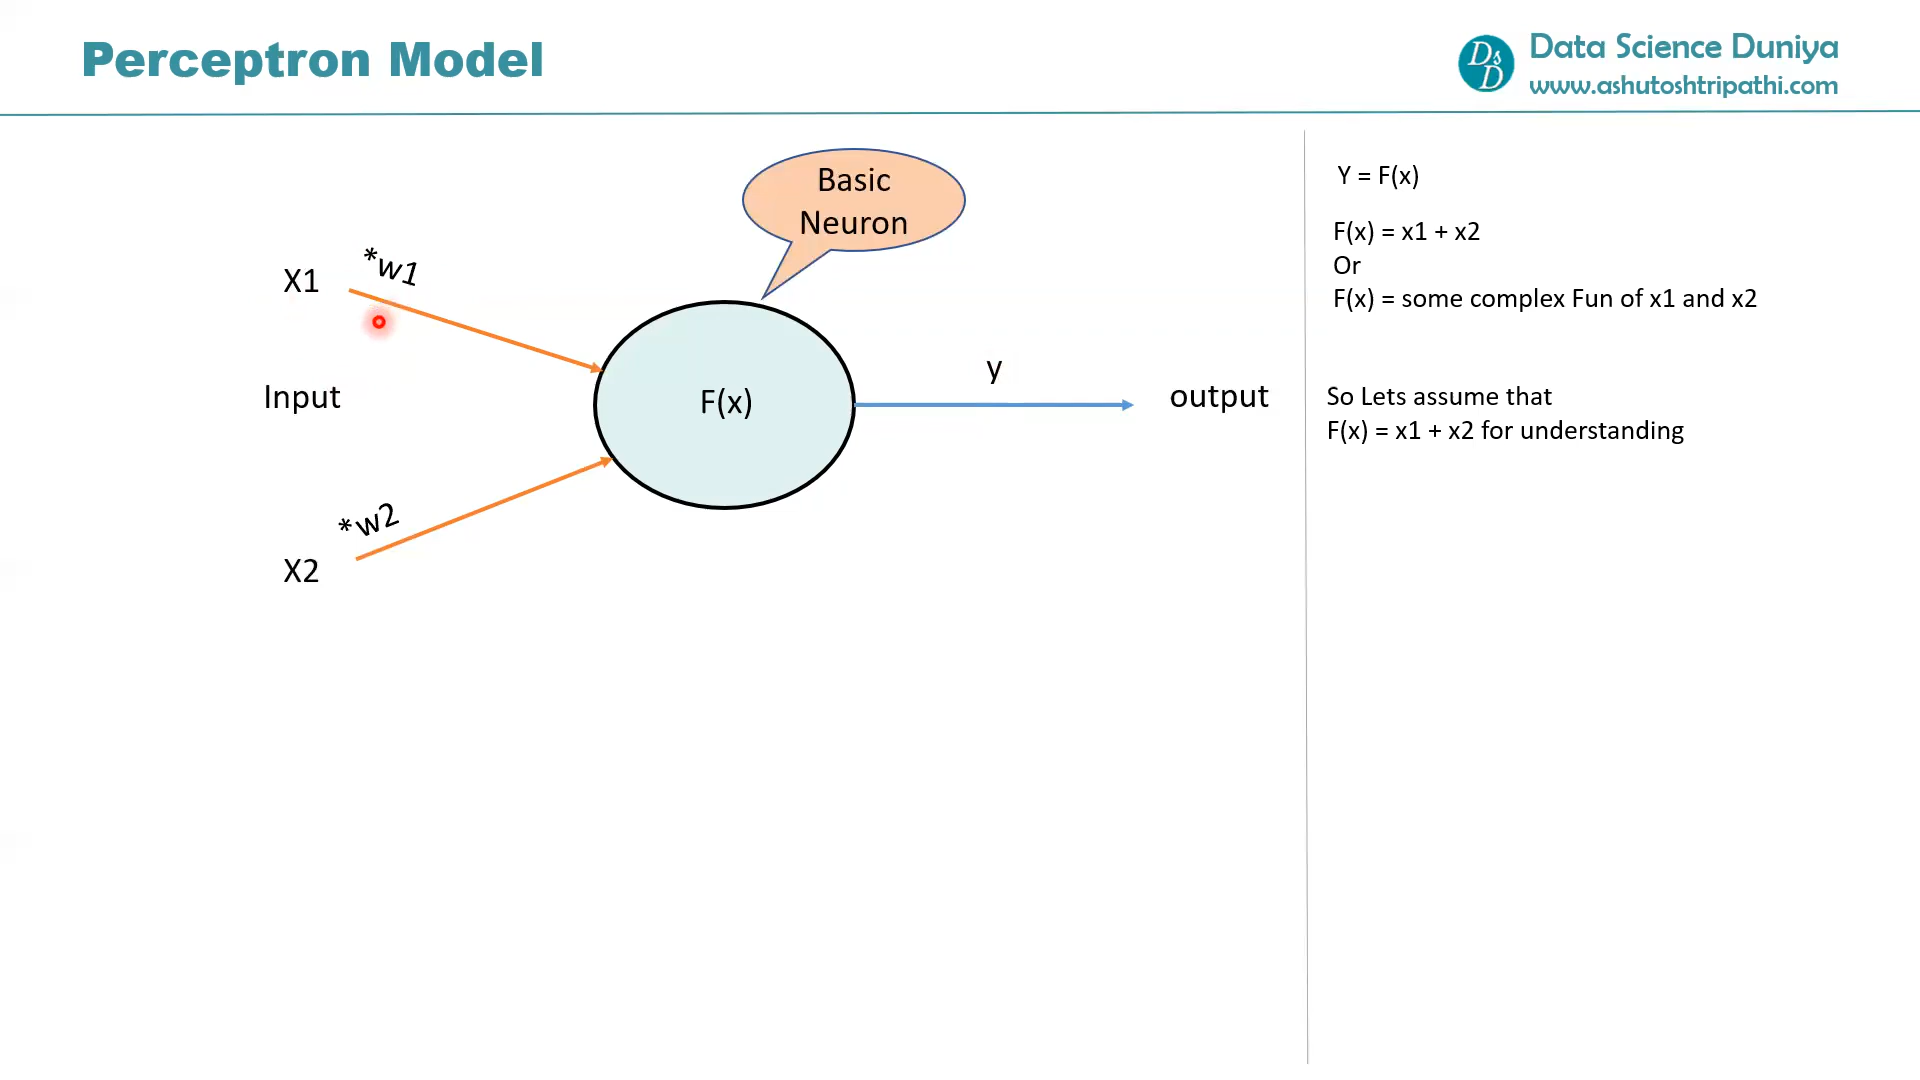 Perceptron Model
DsD
Data Science Duniya
www.ashutoshtripathi.com
Basic
Neuron
X1
*w1
Input
F(x)
y
output
*w2
X2
Y = F(x)
F(x) = x1 + x2
Or
F(x) = some complex Fun of x1 and x2
So Lets assume that
F(x) = x1 + x2 for understanding